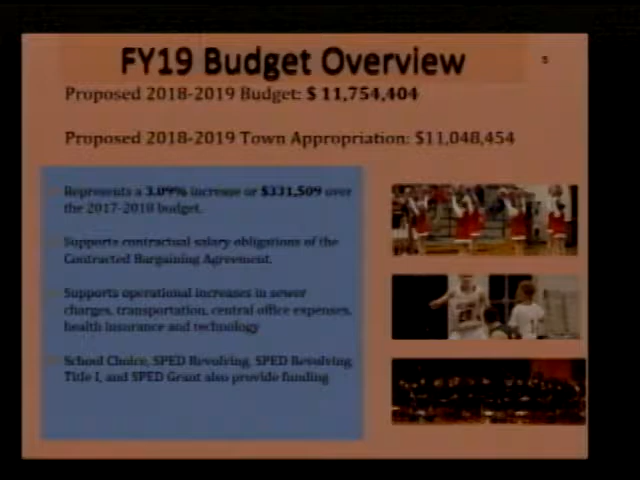 FY19 Budget Overview
5
Proposed 2018-2019 Budget: $ 11,754,404
Proposed 2018-2019 Town Appropriation: $11,048,454
Represents a 3.09% increase or $331,509 over
the 2017-2018 budget.
Supports contractual salary obligations of the
Contracted Bargaining Agreement.
Supports operational increases in sewer
charges, transportation, central office expenses,
health insurance and technology
School Choice, SPED Revolving, SPED Revolving
Title I, and SPED Grant also provide funding